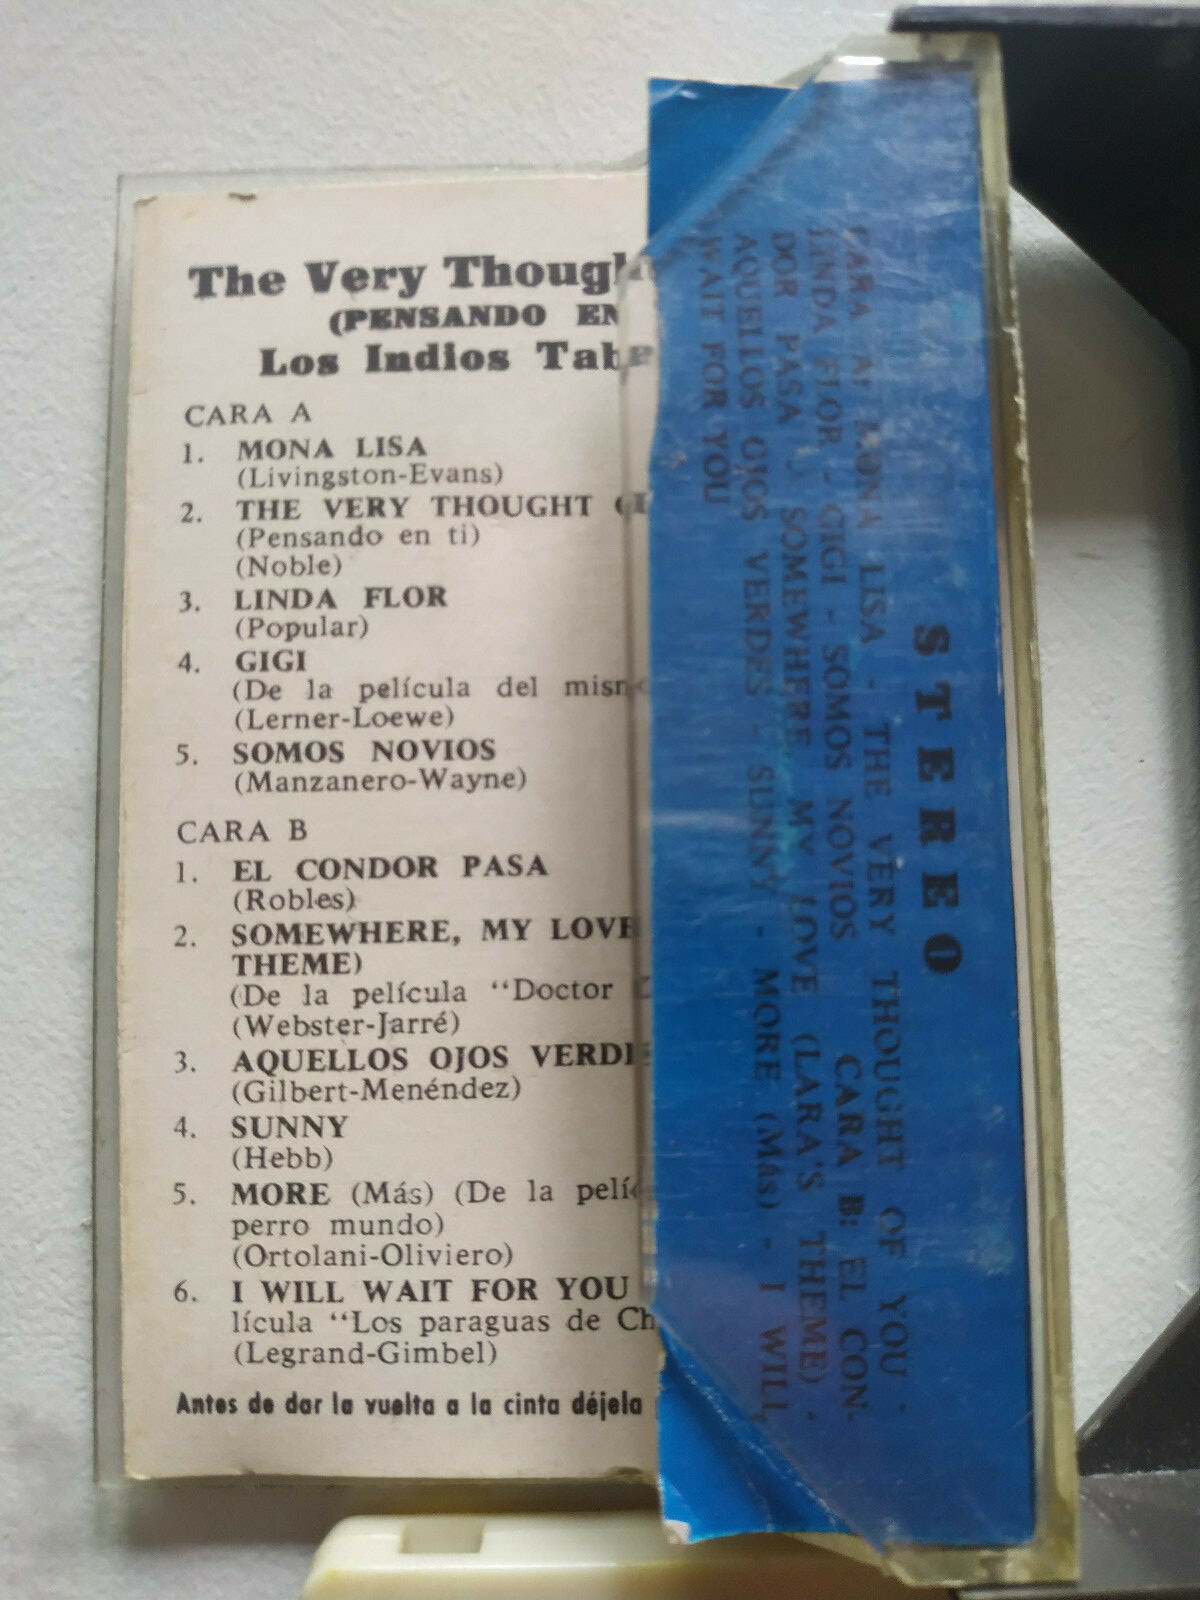 The Very Though
(PENSANDO EN
Los Indios Taba
CARA A
1. MONA LISA
(Livingston-Evans)
2. THE VERY THOUGHT
(Pensando en ti)
(Noble)
3. LINDA FLOR
(Popular)
4. GIGI
(De la película del
(Lerner-Loewe)
5. SOMOS NOVIOS
(Manzanero-Wayne)
CARA B
1. EL CONDOR PASA
(Robles)
2. SOMEWHERE, MY LOVE
THEME)
(De la película "Doctor
(Webster-Jarré)
3. AQUELLOS OJOS VERDE
(Gilbert-Menéndez)
4. SUNNY
(Hebb)
5. MORE (Más) (De la
perro mundo)
(Ortolani-Oliviero)
6. I WILL WAIT FOR YOU
lícula "Los paraguas de Ch
(Legrand-Gimbel)
Antes de dar la vuelta a la cinta déjela
STEREO
CARA A: MONA LISA - THE VERY THOUGHT OF YOU -
LINDA FLOR - GIGI - SOMOS NOVIOS CARA B: EL CON-
DOR PASA - SOMEWHERE MY LOVE (LARA'S THEME) -
AQUELLOS OJOS VERDES - SUNNY - MORE (Más) - I WILL
WAIT FOR YOU